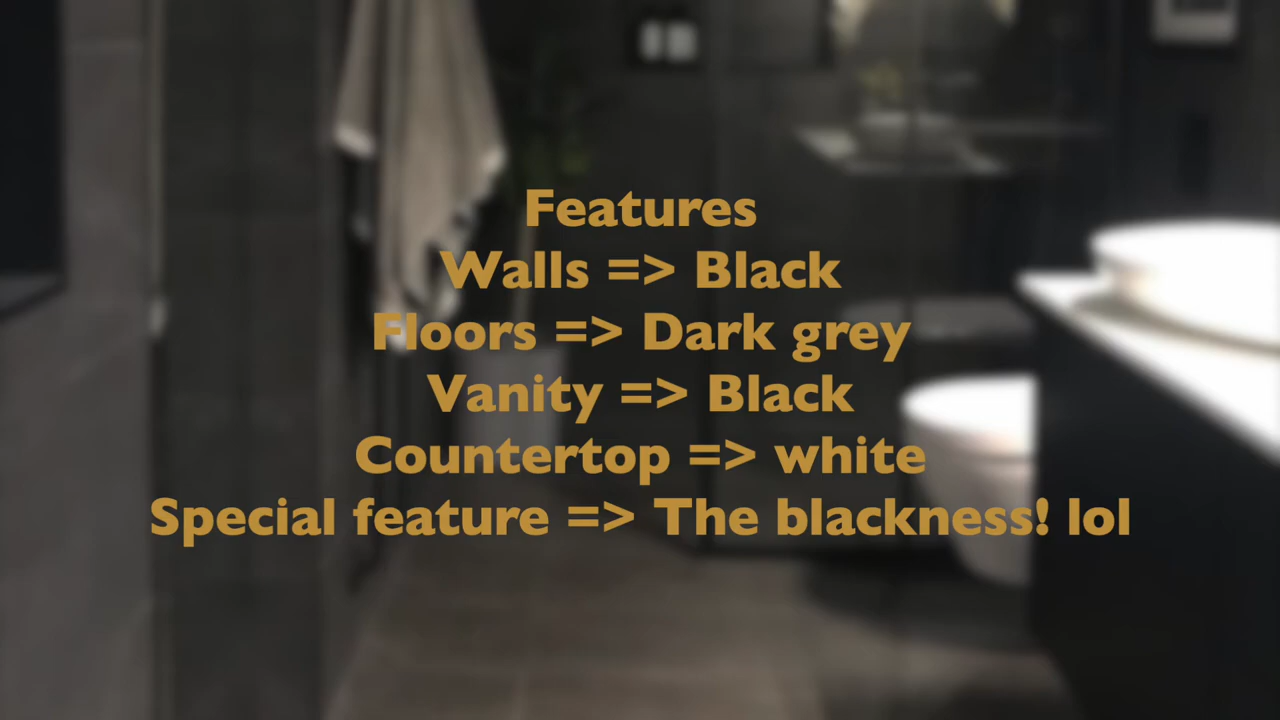 Features
Walls => Black
Floors => Dark grey
Vanity => Black
Countertop => white
Special feature => The blackness! lol